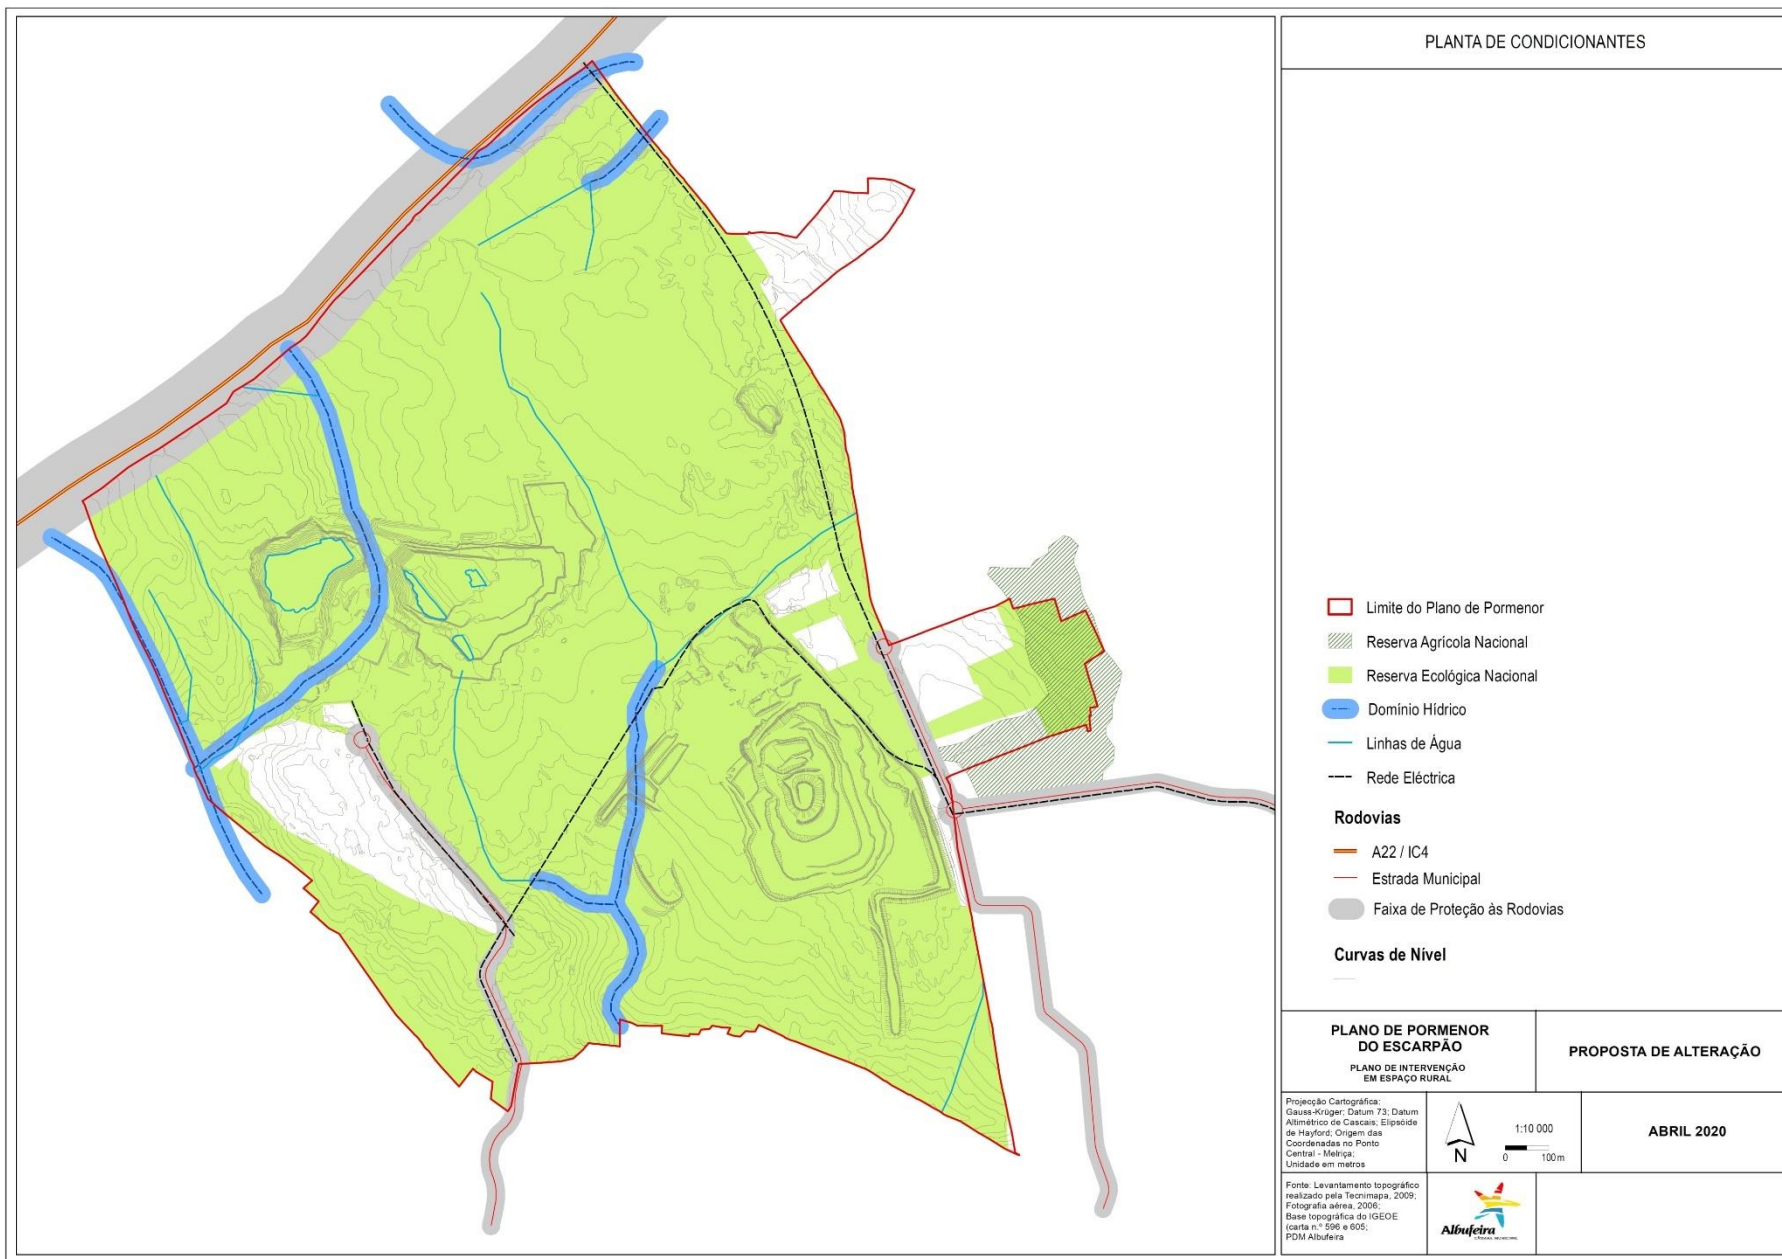 PLANTA DE CONDICIONANTES
Limite do Plano de Pormenor
Reserva Agrícola Nacional
Reserva Ecológica Nacional
Domínio Hídrico
Linhas de Água
Rede Eléctrica
Rodovias
A22 / IC4
Estrada Municipal
Faixa de Proteção às Rodovias
Curvas de Nível
PLANO DE PORMENOR
DO ESCARPÃO
PLANO DE INTERVENÇÃO
EM ESPAÇO RURAL
PROPOSTA DE ALTERAÇÃO
Projecção Cartográfica:
Gauss-Krüger; Datum 73; Datum
Altimétrico de Cascais; Elipsóide
de Hayford; Origem das
Coordenadas no Ponto
Central - Melriça;
Unidade em metros
N
1:10 000
0 100m
ABRIL 2020
Fonte: Levantamento topográfico
realizado pela Tecnimapa, 2009;
Fotografia aérea, 2006;
Base topográfica do IGEOE
(carta n.º 596 e 605;
PDM Albufeira
Albufeira
CÂMARA MUNICIPAL